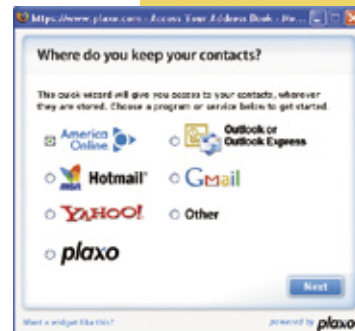 https://www.plaxo.com - Access Your Address Book - Mo...
Where do you keep your contacts?
This quick wizard will give you access to your contacts, wherever
they are stored. Choose a program or service below to get started.
America
Online
Outlook or
Outlook Express
msn Hotmail
GMail
YAHOO!
Other
plaxo
Next
Want a widget like this?
powered by plaxo